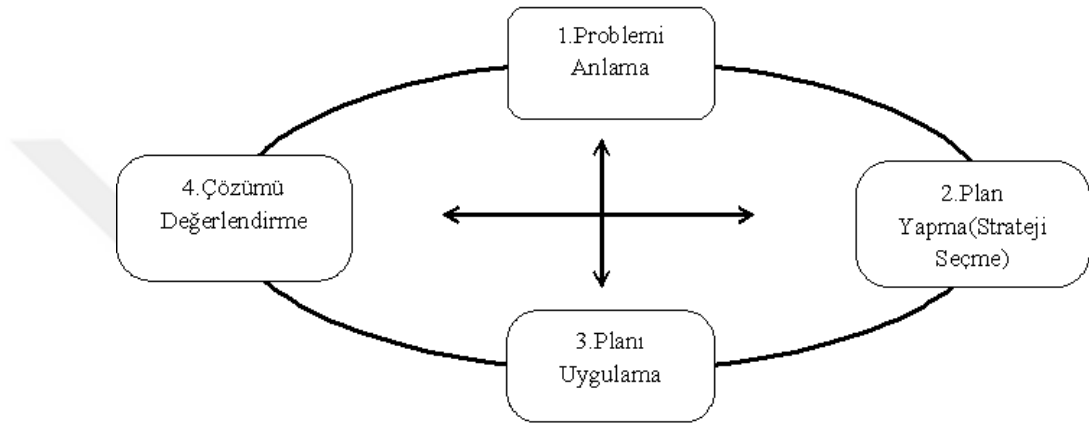 1.Problemi
Anlama
2.Plan
Yapma(Strateji
Seçme)
3.Planı
Uygulama
4.Çözümü
Değerlendirme